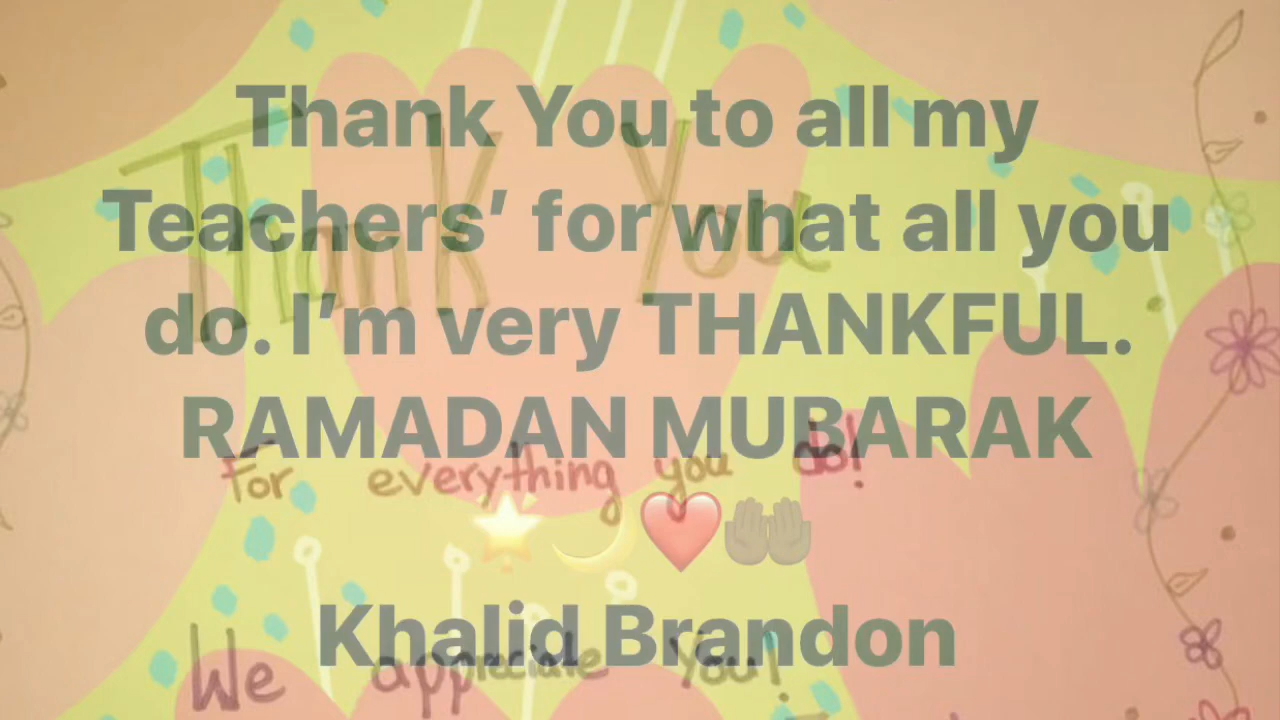 Thank You to all my
Teachers’ for what all you
do. I’m very THANKFUL.
RAMADAN MUBARAK
🌟🌙❤️🤲🏿
Khalid Brandon
Thank You
For everything you do!
We appreciate You!